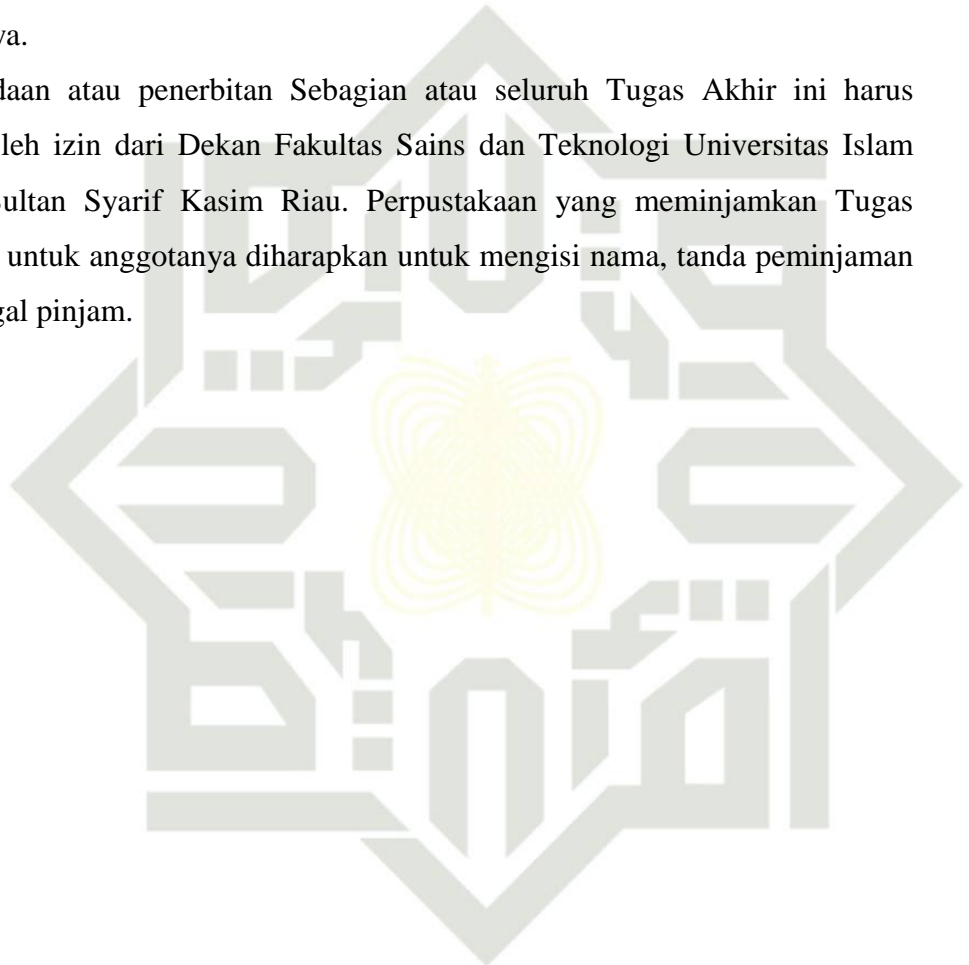 ya.
daan atau penerbitan Sebagian atau seluruh Tugas Akhir ini harus
leh izin dari Dekan Fakultas Sains dan Teknologi Universitas Islam
Sultan Syarif Kasim Riau. Perpustakaan yang meminjamkan Tugas
untuk anggotanya diharapkan untuk mengisi nama, tanda peminjaman
gal pinjam.